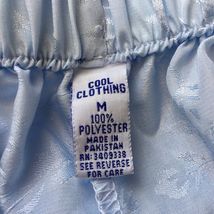 COOL
CLOTHING
M
100%
POLYESTER
MADE IN
PAKISTAN
RN: 3409338
SEE REVERSE
FOR CARE